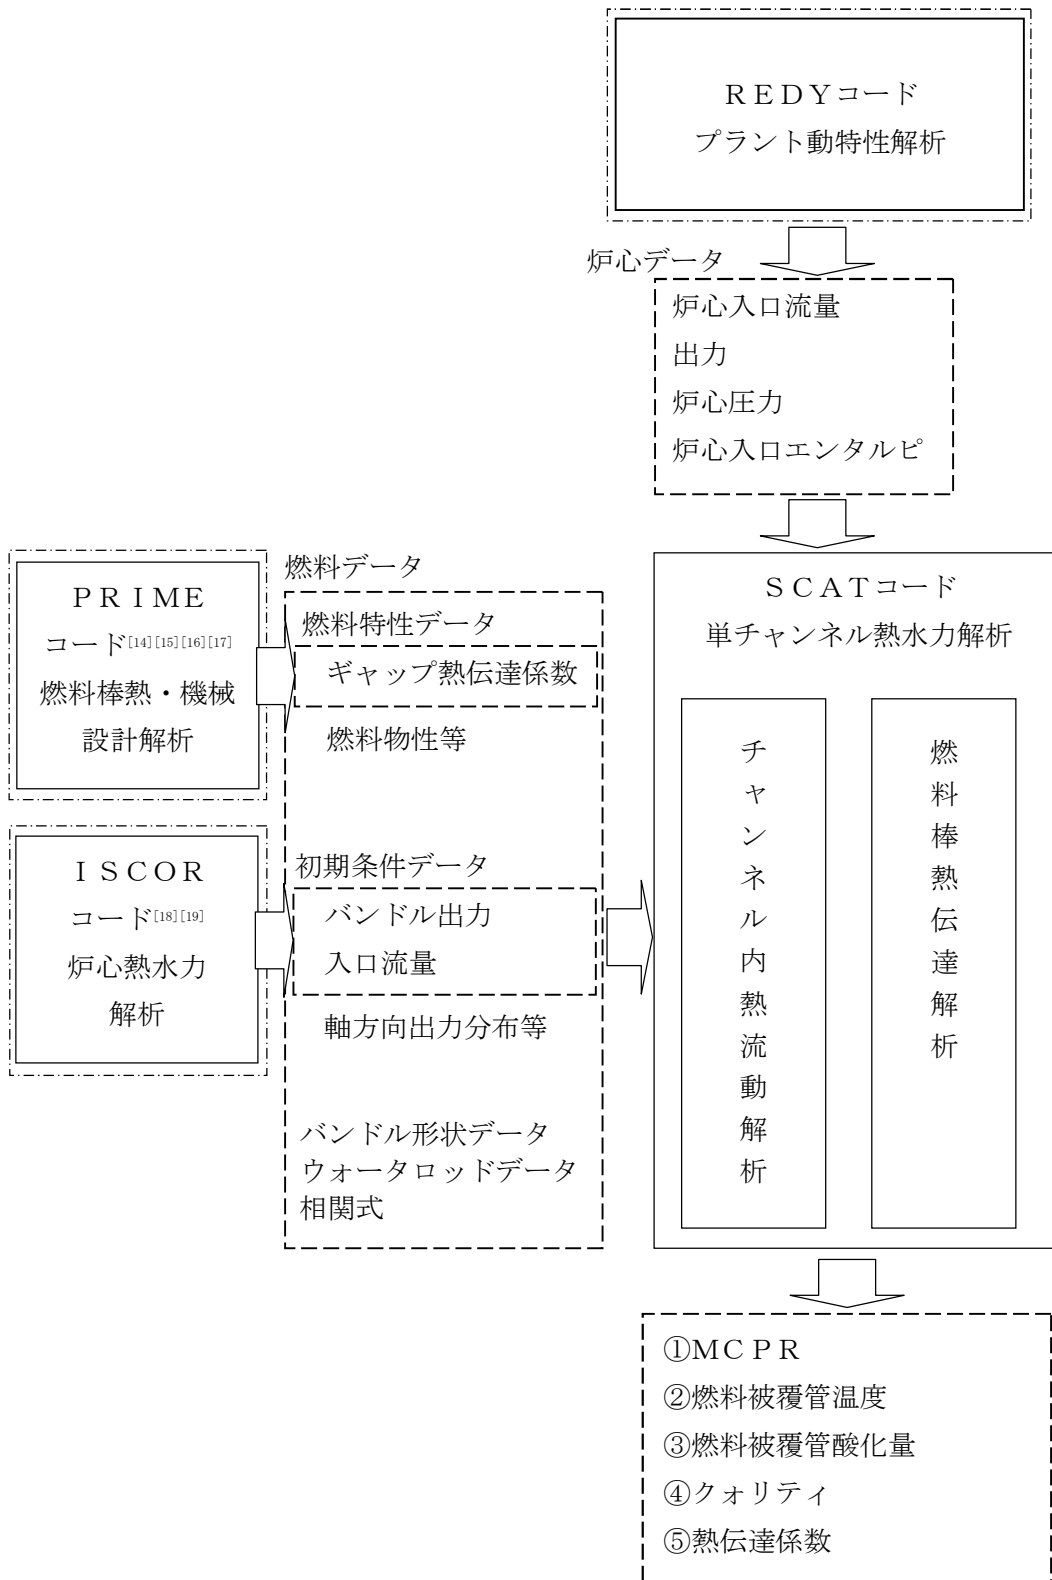 ＲＥＤＹコード
プラント動特性解析
炉心データ
炉心入口流量
出力
炉心圧力
炉心入口エンタルピ
ＰＲＩＭＥ
コード[14][15][16][17]
燃料棒熱・機械
設計解析
ＩＳＣＯＲ
コード[18][19]
炉心熱水力
解析
燃料データ
燃料特性データ
ギャップ熱伝達係数
燃料物性等
初期条件データ
バンドル出力
入口流量
軸方向出力分布等
バンドル形状データ
ウォータロッドデータ
相関式
ＳＣＡＴコード
単チャンネル熱水力解析
チャンネル内熱流動解析
燃料棒熱伝達解析
①ＭＣＰＲ
②燃料被覆管温度
③燃料被覆管酸化量
④クォリティ
⑤熱伝達係数